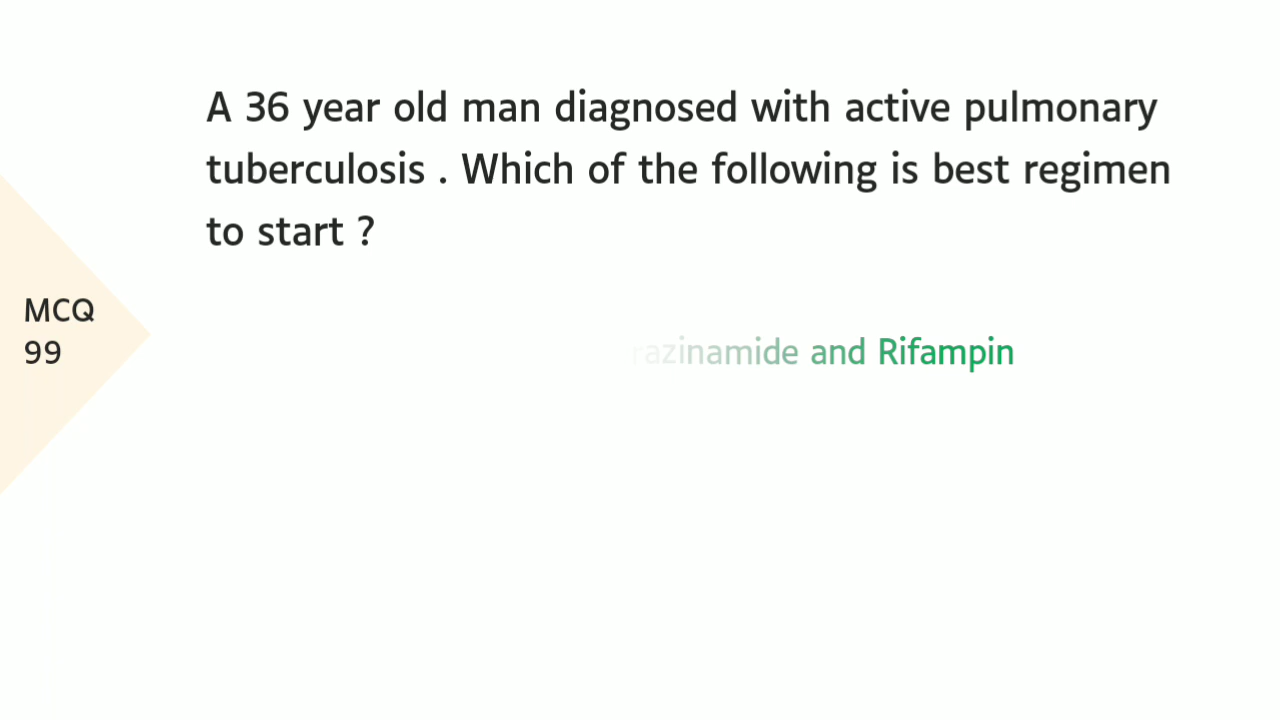 A 36 year old man diagnosed with active pulmonary
tuberculosis . Which of the following is best regimen
to start ?
MCQ
99
razinamide and Rifampin